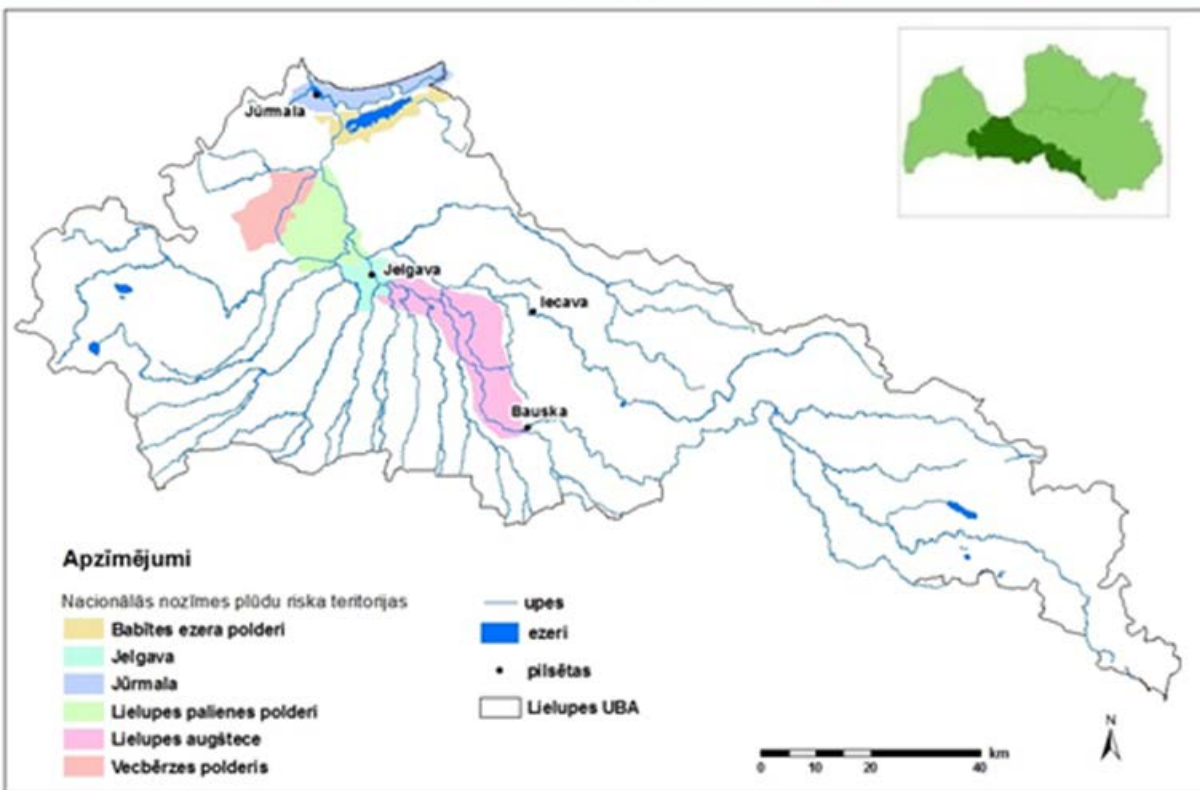 Jūrmala
Jelgava
Iecava
Bauska
Apzīmējumi
Nacionālās nozīmes plūdu riska teritorijas
Babītes ezera polderi
Jelgava
Jūrmala
Lielupes palienes polderi
Lielupes augštece
Vecbērzes polderis
upes
ezeri
pilsētas
Lielupes UBA
N
km
0 10 20 40